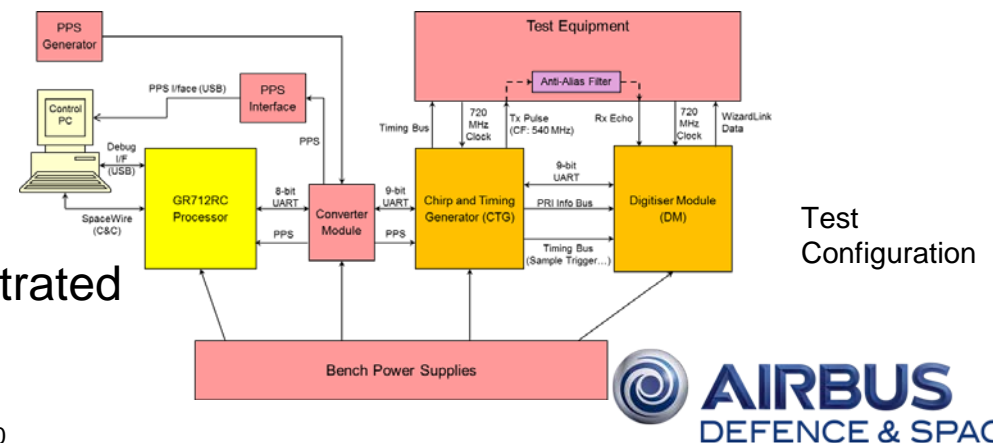 PPS
Generator
Test Equipment
Anti-Alias Filter
PPS I/face (USB)
PPS
Interface
Control
PC
Timing Bus
720
MHz
Clock
Tx Pulse
(CF: 540 MHz)
Rx Echo
720
MHz
Clock
WizardLink
Data
PPS
Debug
I/F
(USB)
SpaceWire
(C&C)
GR712RC
Processor
8-bit
UART
PPS
Converter
Module
9-bit
UART
PPS
Chirp and Timing
Generator (CTG)
9-bit
UART
PRI Info Bus
Timing Bus
(Sample Trigger...)
Digitiser Module
(DM)
Test
Configuration
trated
Bench Power Supplies
AIRBUS
DEFENCE & SPAC